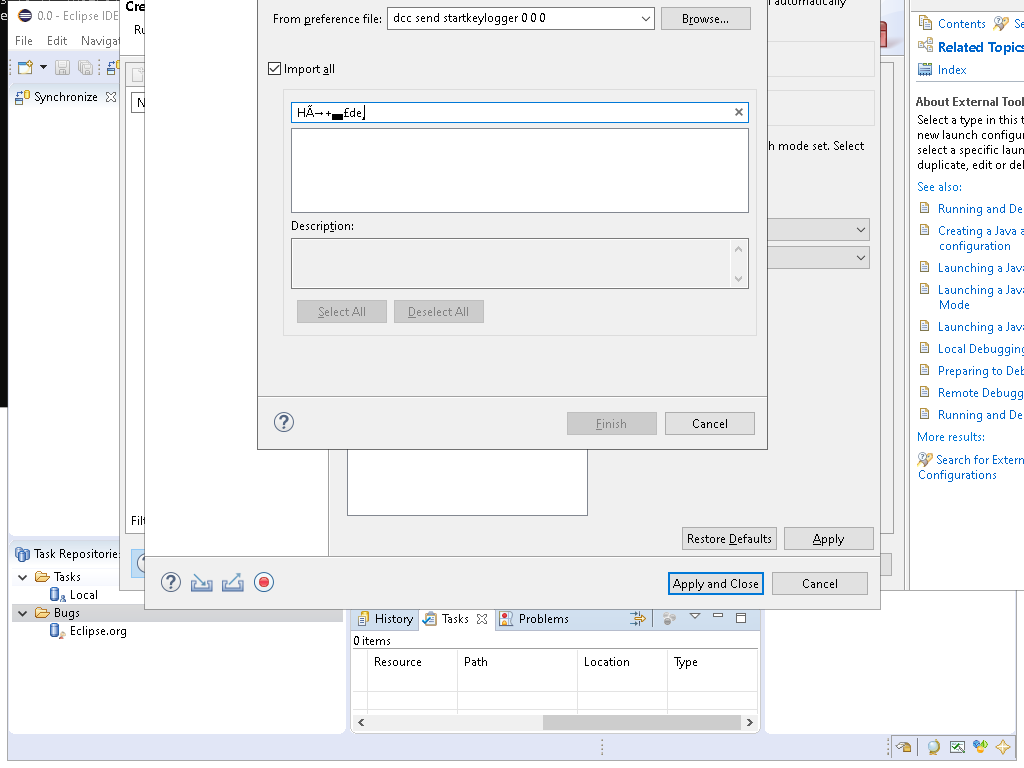 0.0 - Eclipse IDE
File Edit Navigat
Synchronize
Cre
Ru
N
Filt
From preference file: dcc send startkeylogger 0 0 0 Browse...
Import all
HÃ→+▃£de
Description:
Select All Deselect All
Finish Cancel
automatically
h mode set. Select
Restore Defaults Apply
Apply and Close Cancel
Contents Se
Related Topics
Index
About External Tool
Select a type in this t
new launch configur
select a specific laun
duplicate, edit or del
See also:
Running and De
Creating a Java a
configuration
Launching a Java
Launching a Java
Mode
Launching a Java
Local Debugging
Preparing to Deb
Remote Debugg
Running and De
More results:
Search for Extern
Configurations
Task Repositorie
Tasks
Local
Bugs
Eclipse.org
History Tasks Problems
0 items
Resource Path Location Type